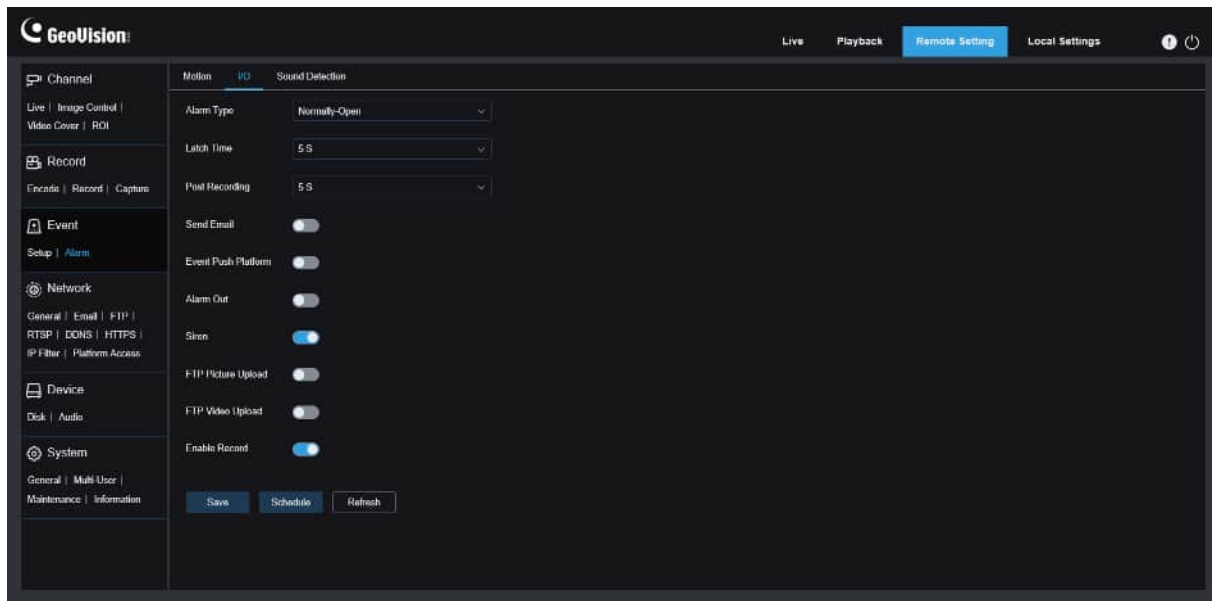 GeoVision
Live Playback Remote Setting Local Settings
Channel
Live | Image Control |
Video Cover | ROI
Record
Encode | Record | Capture
Event
Setup | Alarm
Network
General | Email | FTP |
RTSP | DDNS | HTTPS |
IP Filter | Platform Access
Device
Disk | Audio
System
General | Multi-User |
Maintenance | Information
Motion I/O Sound Detection
Alarm Type Normally-Open
Latch Time 5 S
Post Recording 5 S
Send Email
Event Push Platform
Alarm Out
Siren
FTP Picture Upload
FTP Video Upload
Enable Record
Save Schedule Refresh